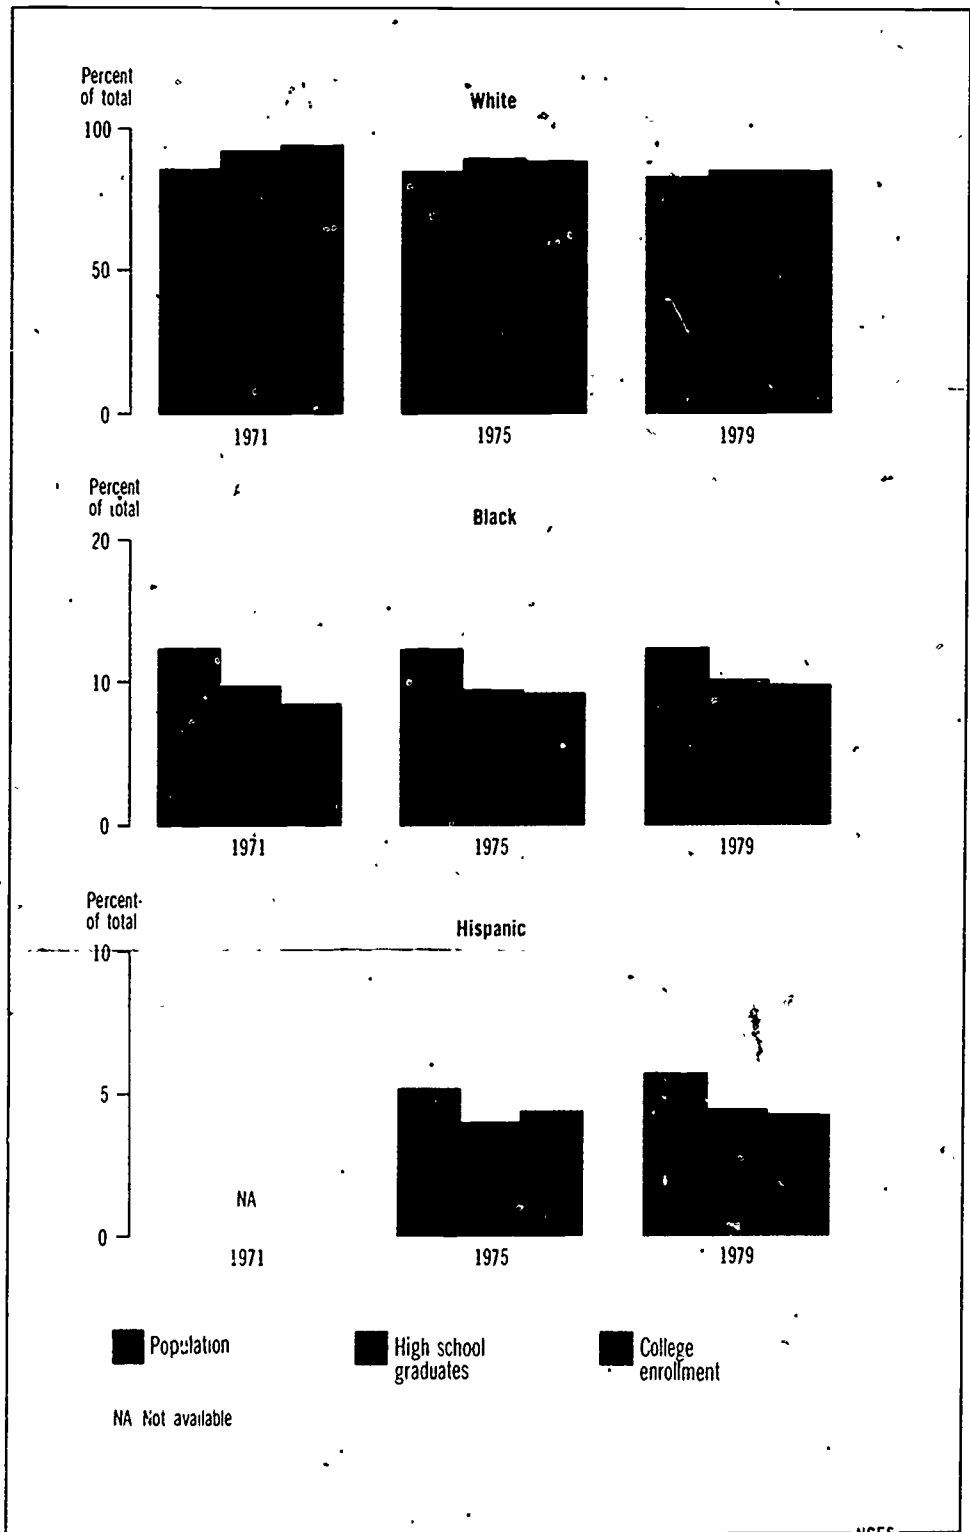 Percent
of total
White
100
50
0
1971
1975
1979
Percent
of total
Black
20
10
0
1971
1975
1979
Percent
of total
Hispanic
10
5
0
NA
1971
1975
1979
Population
High school
graduates
College
enrollment
NA Not available